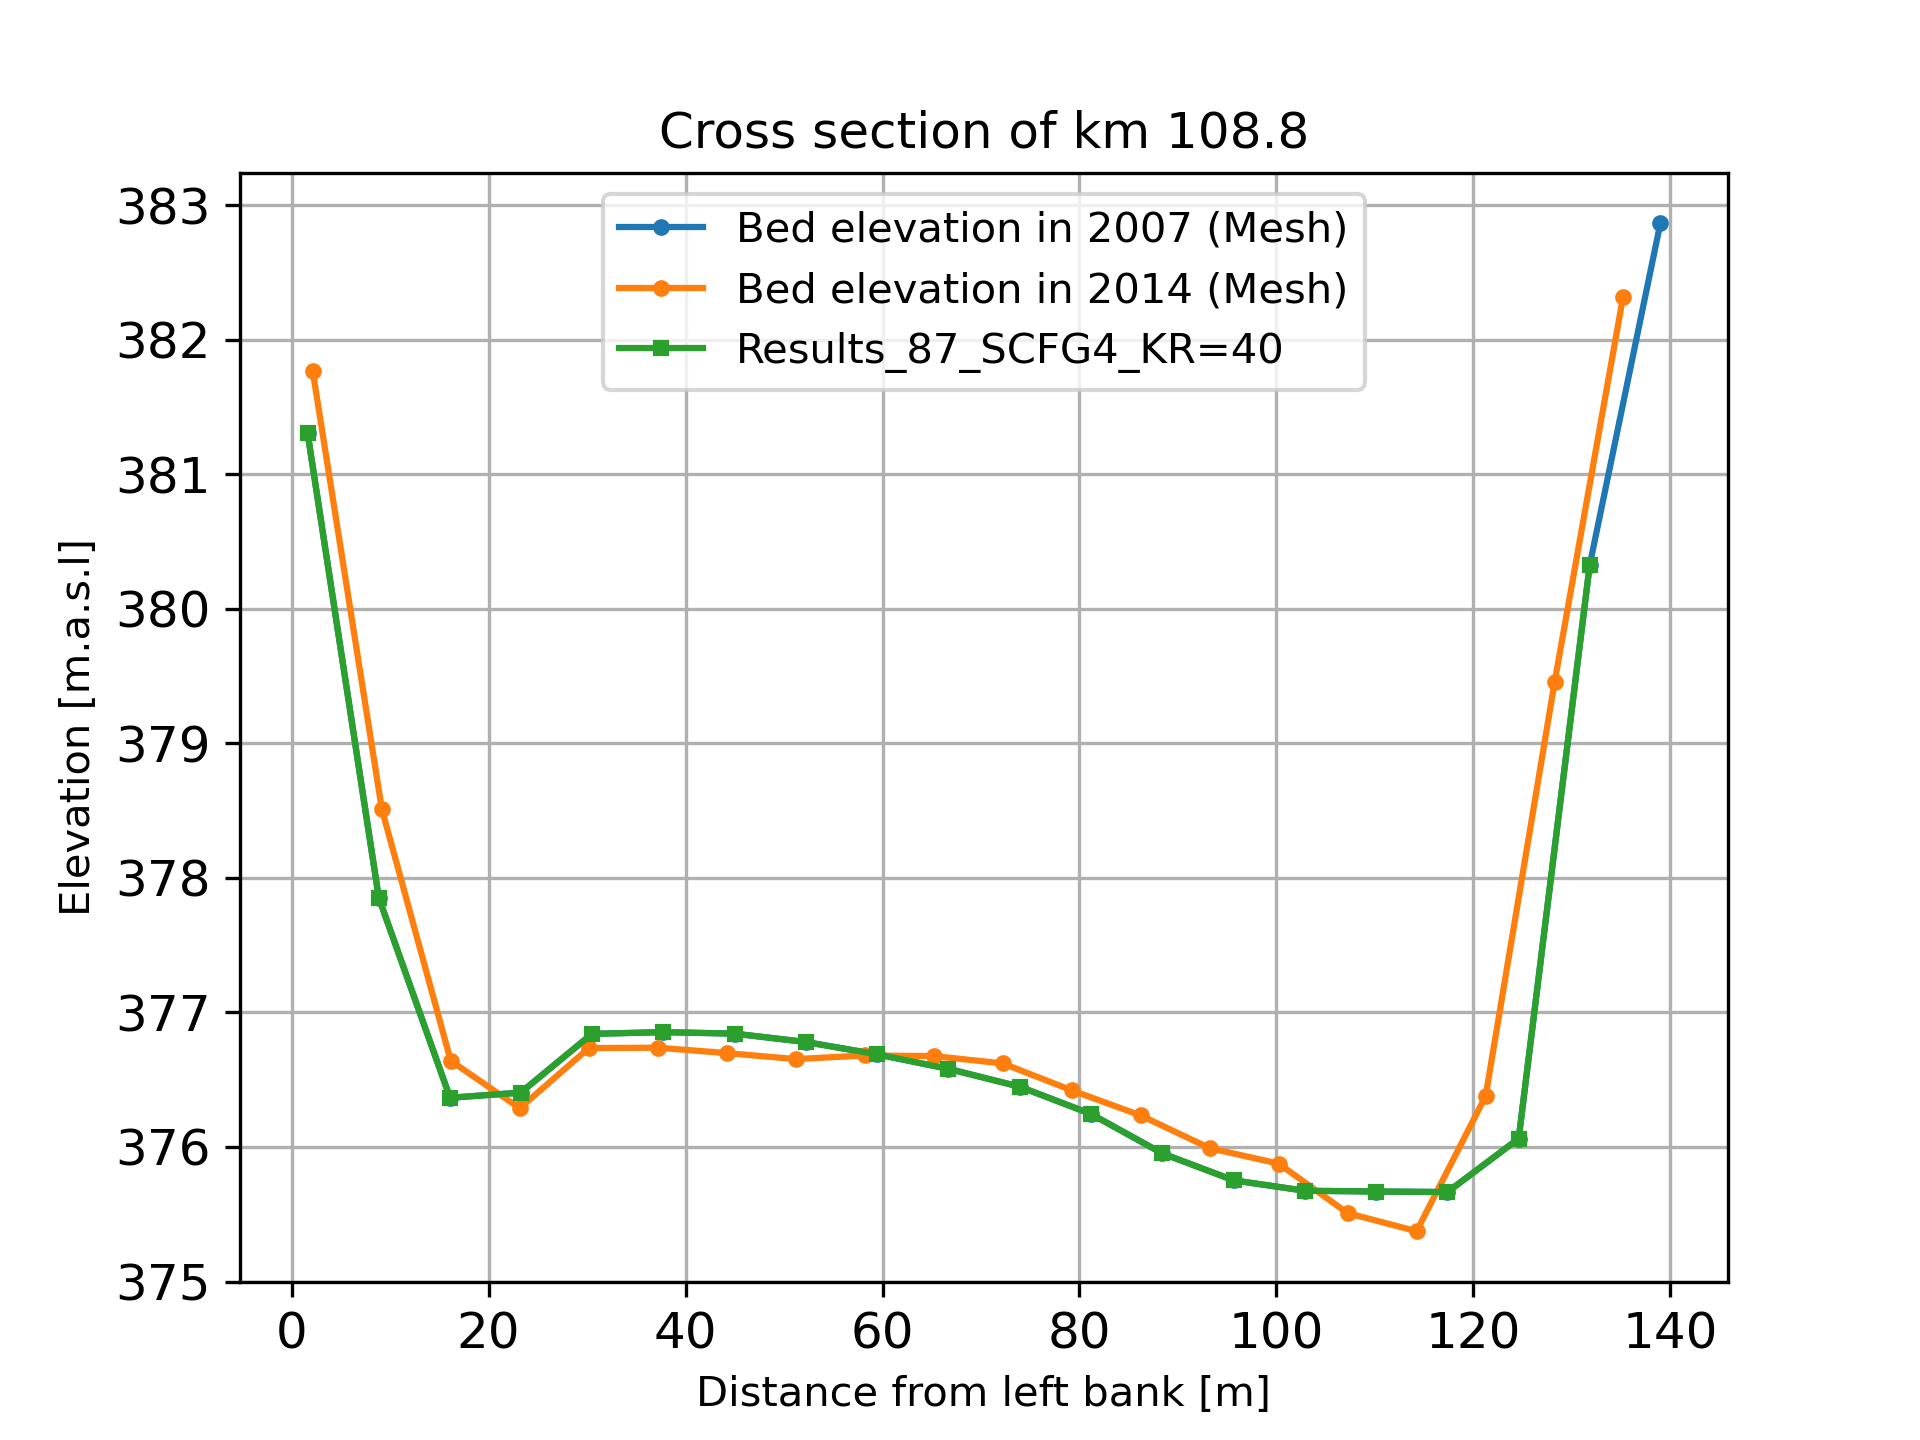 Cross section of km 108.8
Bed elevation in 2007 (Mesh)
Bed elevation in 2014 (Mesh)
Results_87_SCFG4_KR=40
Elevation [m.a.s.l]
383
382
381
380
379
378
377
376
375
0 20 40 60 80 100 120 140
Distance from left bank [m]